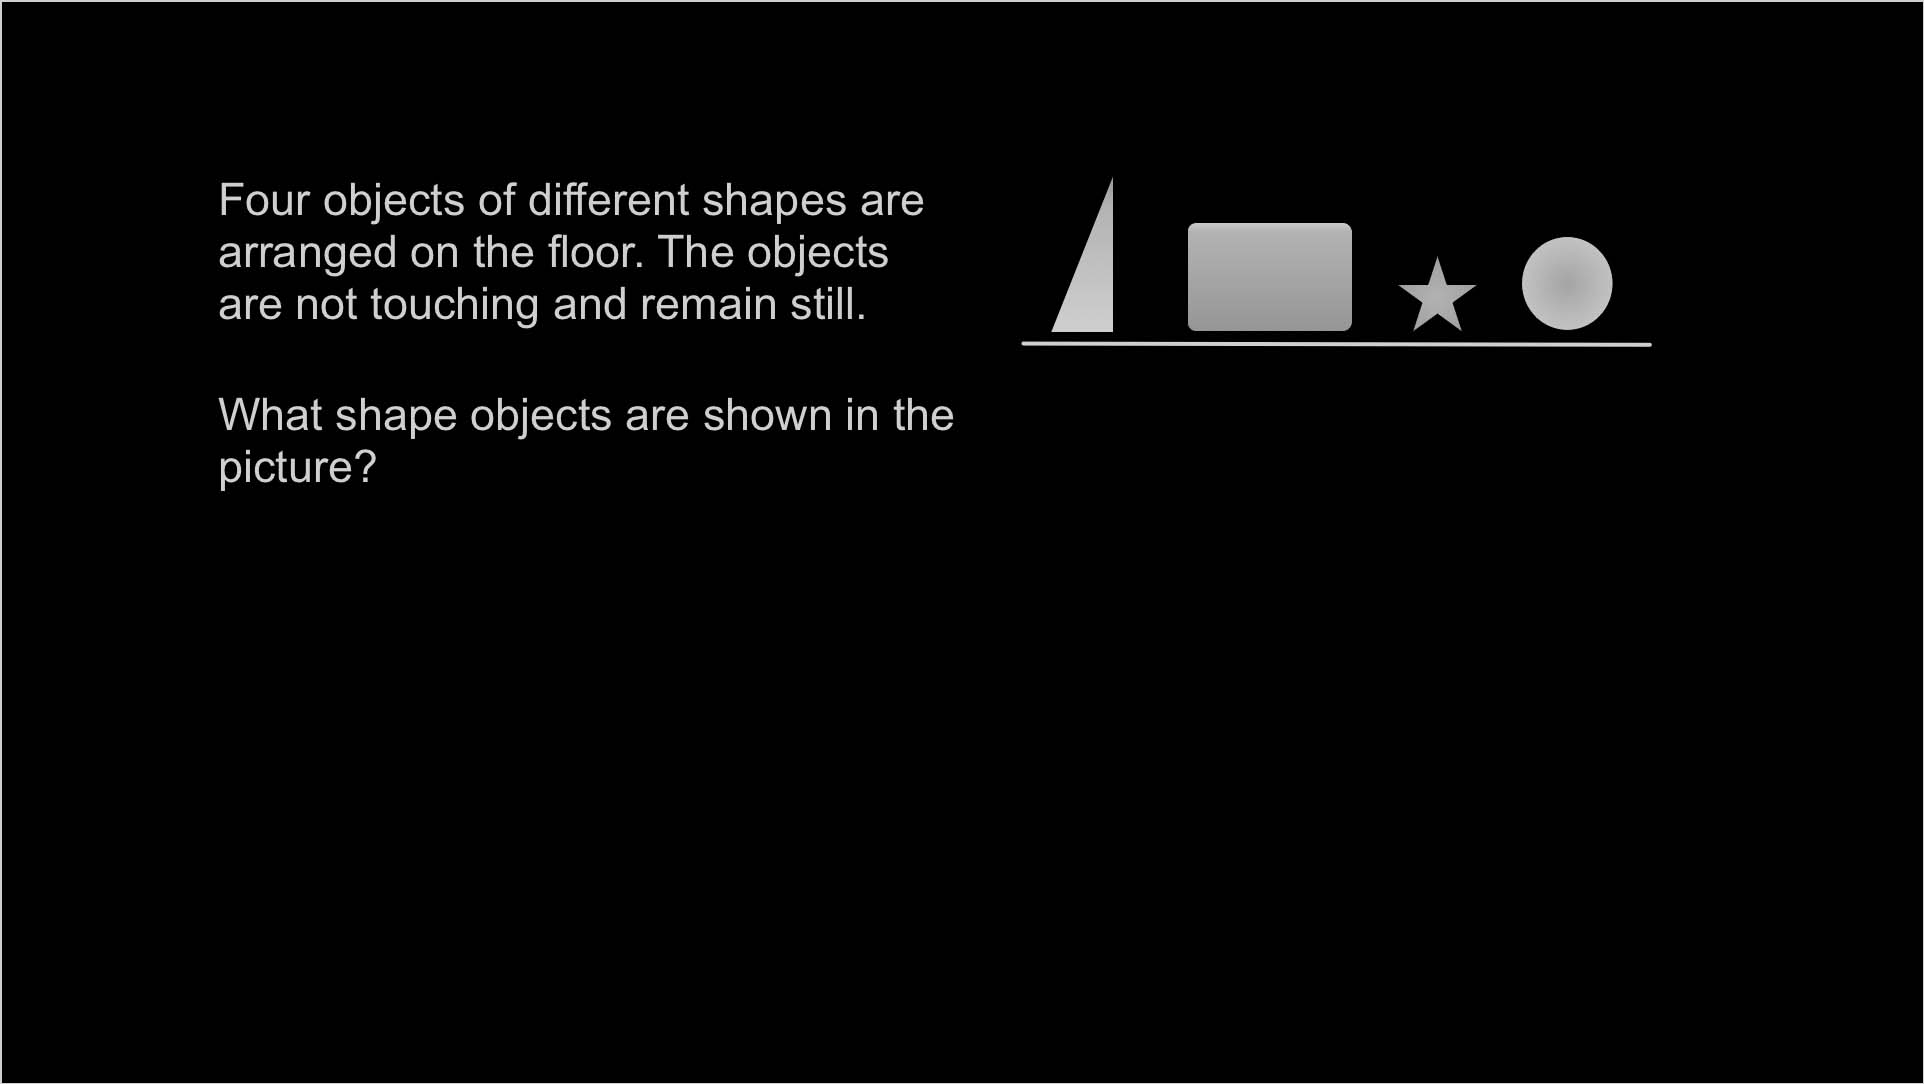 Four objects of different shapes are
arranged on the floor. The objects
are not touching and remain still.
What shape objects are shown in the
picture?